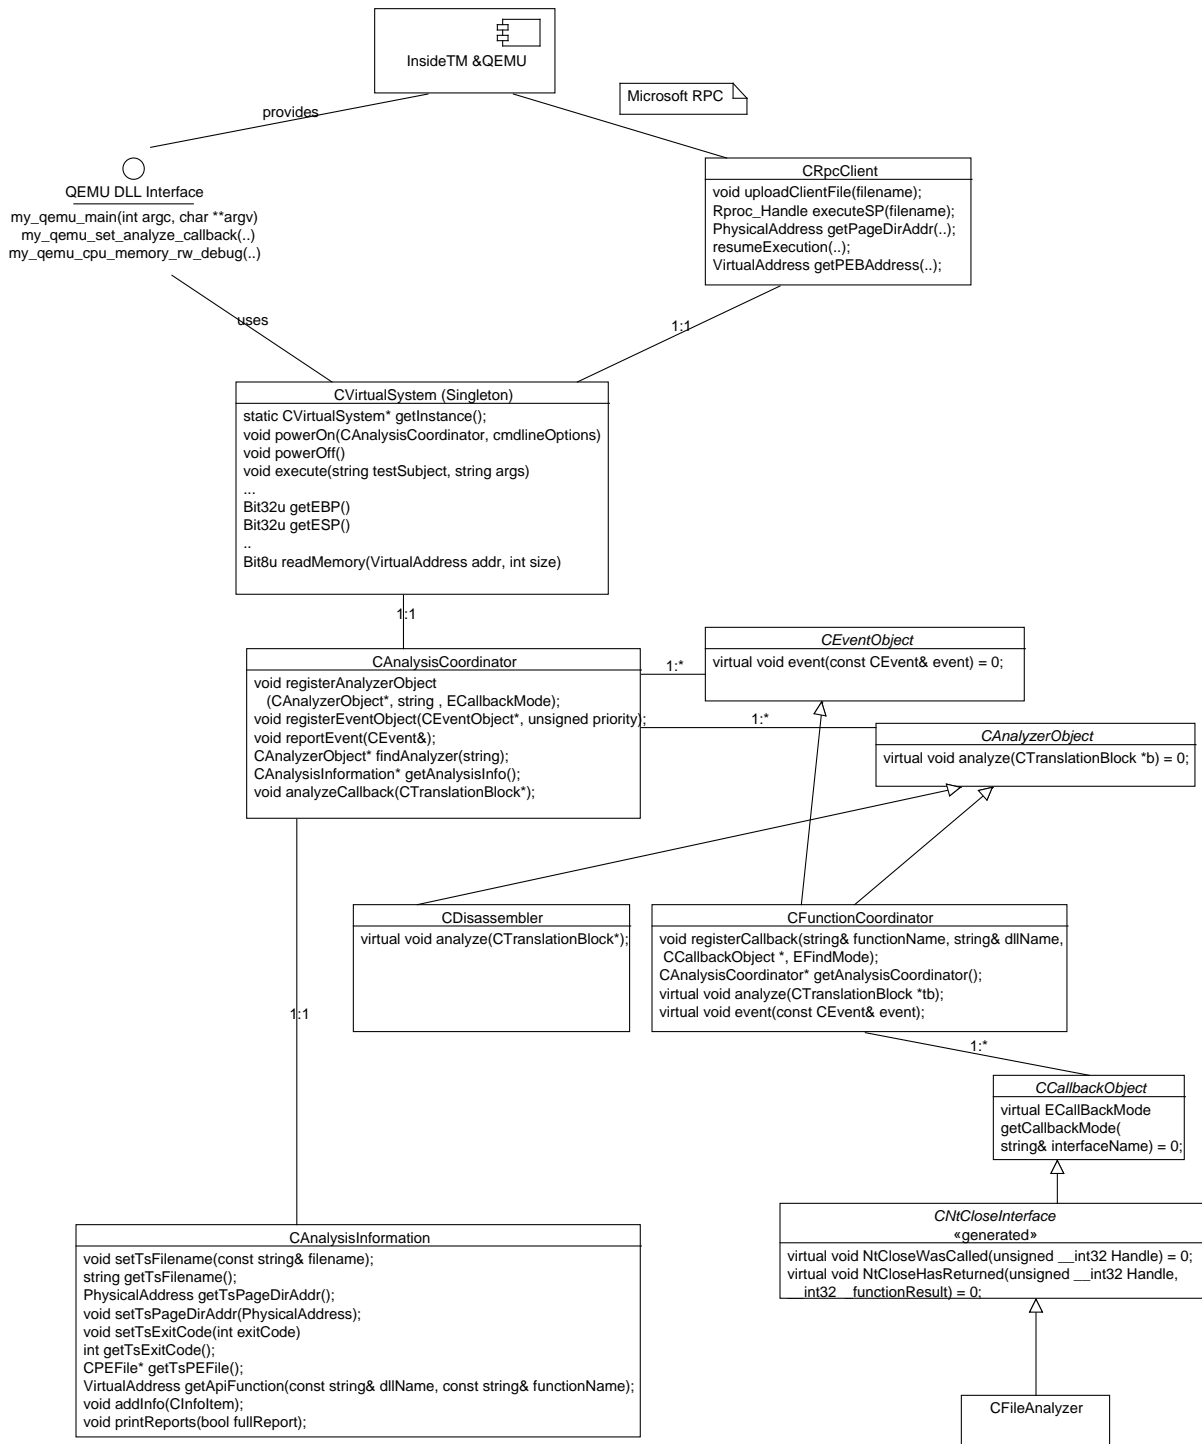 InsideTM &QEMU
Microsoft RPC
provides
QEMU DLL Interface
my_qemu_main(int argc, char **argv)
my_qemu_set_analyze_callback(..)
my_qemu_cpu_memory_rw_debug(..)
CRpcClient
void uploadClientFile(filename);
Rproc_Handle executeSP(filename);
PhysicalAddress getPageDirAddr(..);
resumeExecution(..);
VirtualAddress getPEBAddress(..);
uses
1:1
CVirtualSystem (Singleton)
static CVirtualSystem* getInstance();
void powerOn(CAnalysisCoordinator, cmdlineOptions)
void powerOff()
void execute(string testSubject, string args)
...
Bit32u getEBP()
Bit32u getESP()
..
Bit8u readMemory(VirtualAddress addr, int size)
1:1
CAnalysisCoordinator
void registerAnalyzerObject
(CAnalyzerObject*, string , ECallbackMode);
void registerEventObject(CEventObject*, unsigned priority);
void reportEvent(CEvent&);
CAnalyzerObject* findAnalyzer(string);
CAnalysisInformation* getAnalysisInfo();
void analyzeCallback(CTranslationBlock*);
1:*
CEventObject
virtual void event(const CEvent& event) = 0;
1:*
CAnalyzerObject
virtual void analyze(CTranslationBlock *b) = 0;
CDisassembler
virtual void analyze(CTranslationBlock*);
CFunctionCoordinator
void registerCallback(string& functionName, string& dllName,
CCallbackObject *, EFindMode);
CAnalysisCoordinator* getAnalysisCoordinator();
virtual void analyze(CTranslationBlock *tb);
virtual void event(const CEvent& event);
1:1
1:*
CCallbackObject
virtual ECallBackMode
getCallbackMode(
string& interfaceName) = 0;
CNtCloseInterface
«generated»
virtual void NtCloseWasCalled(unsigned __int32 Handle) = 0;
virtual void NtCloseHasReturned(unsigned __int32 Handle,
__int32 _functionResult) = 0;
CAnalysisInformation
void setTsFilename(const string& filename);
string getTsFilename();
PhysicalAddress getTsPageDirAddr();
void setTsPageDirAddr(PhysicalAddress);
void setTsExitCode(int exitCode)
int getTsExitCode();
CPEFile* getTsPEFile();
VirtualAddress getApiFunction(const string& dllName, const string& functionName);
void addInfo(CInfoItem);
void printReports(bool fullReport);
CFileAnalyzer